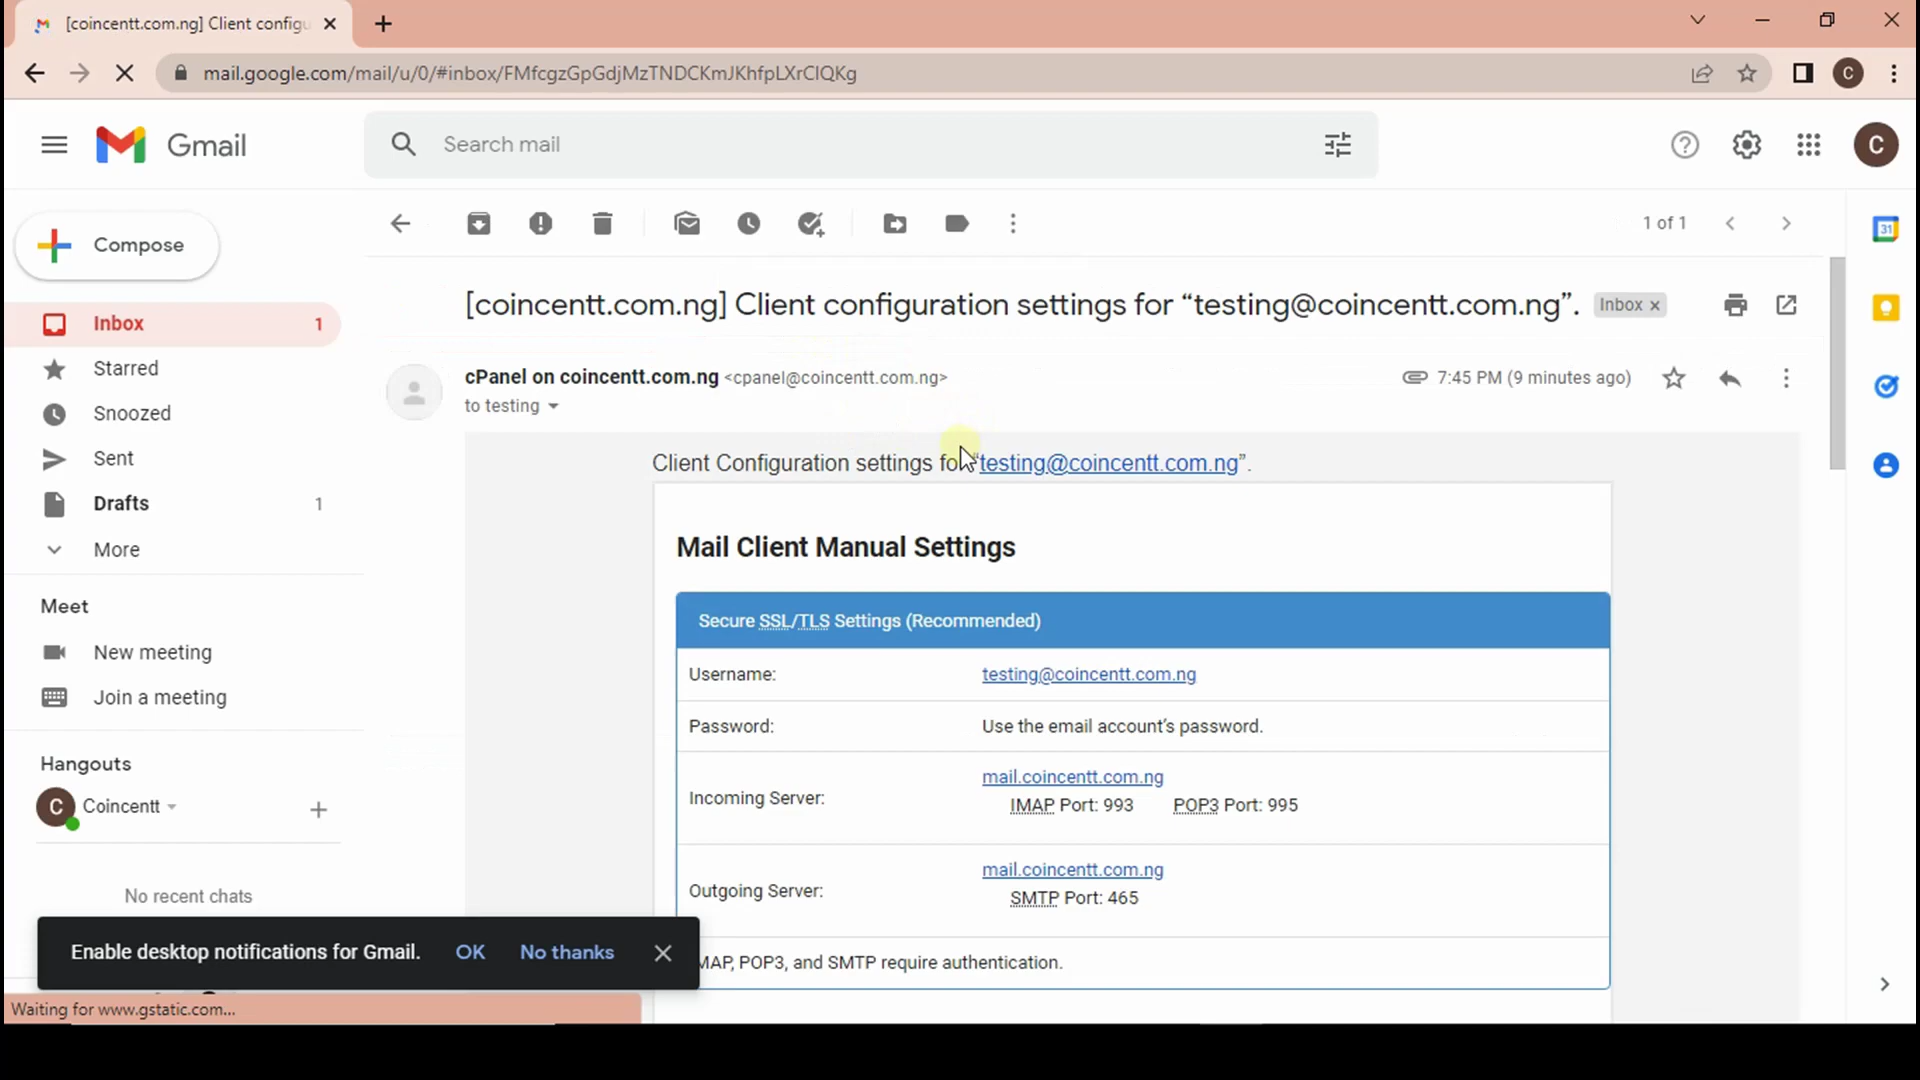 [coincentt.com.ng] Client configu
mail.google.com/mail/u/0/#inbox/FMfcgzGpGdjMzTNDCKmJKhfpLXrClQKg
C
Gmail
Search mail
C
Compose
1 of 1
31
[coincentt.com.ng] Client configuration settings for “testing@coincentt.com.ng”.
Inbox ×
Inbox 1
Starred
Snoozed
Sent
Drafts 1
More
cPanel on coincentt.com.ng <cpanel@coincentt.com.ng>
7:45 PM (9 minutes ago)
to testing
Client Configuration settings for “testing@coincentt.com.ng”.
Mail Client Manual Settings
Secure SSL/TLS Settings (Recommended)
Username: testing@coincentt.com.ng
Password: Use the email account’s password.
Incoming Server: mail.coincentt.com.ng
IMAP Port: 993 POP3 Port: 995
Outgoing Server: mail.coincentt.com.ng
SMTP Port: 465
MAP, POP3, and SMTP require authentication.
Meet
New meeting
Join a meeting
Hangouts
C
Coincentt
No recent chats
Enable desktop notifications for Gmail. OK No thanks
Waiting for www.gstatic.com...